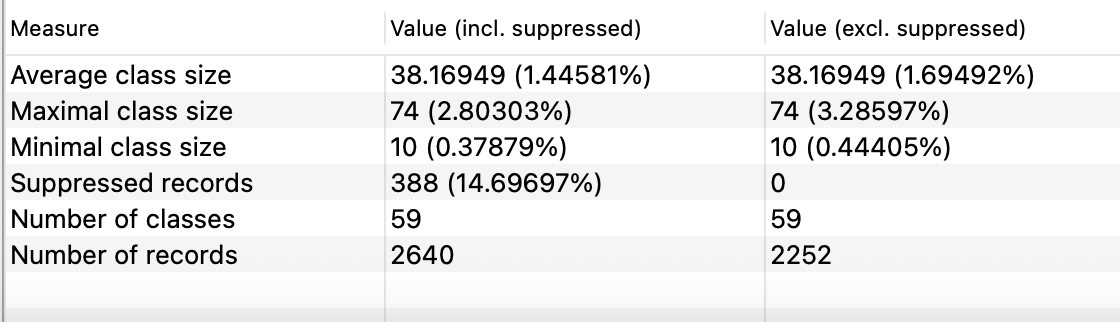 Measure Value (incl. suppressed) Value (excl. suppressed)
Average class size 38.16949 (1.44581%) 38.16949 (1.69492%)
Maximal class size 74 (2.80303%) 74 (3.28597%)
Minimal class size 10 (0.37879%) 10 (0.44405%)
Suppressed records 388 (14.69697%) 0
Number of classes 59 59
Number of records 2640 2252